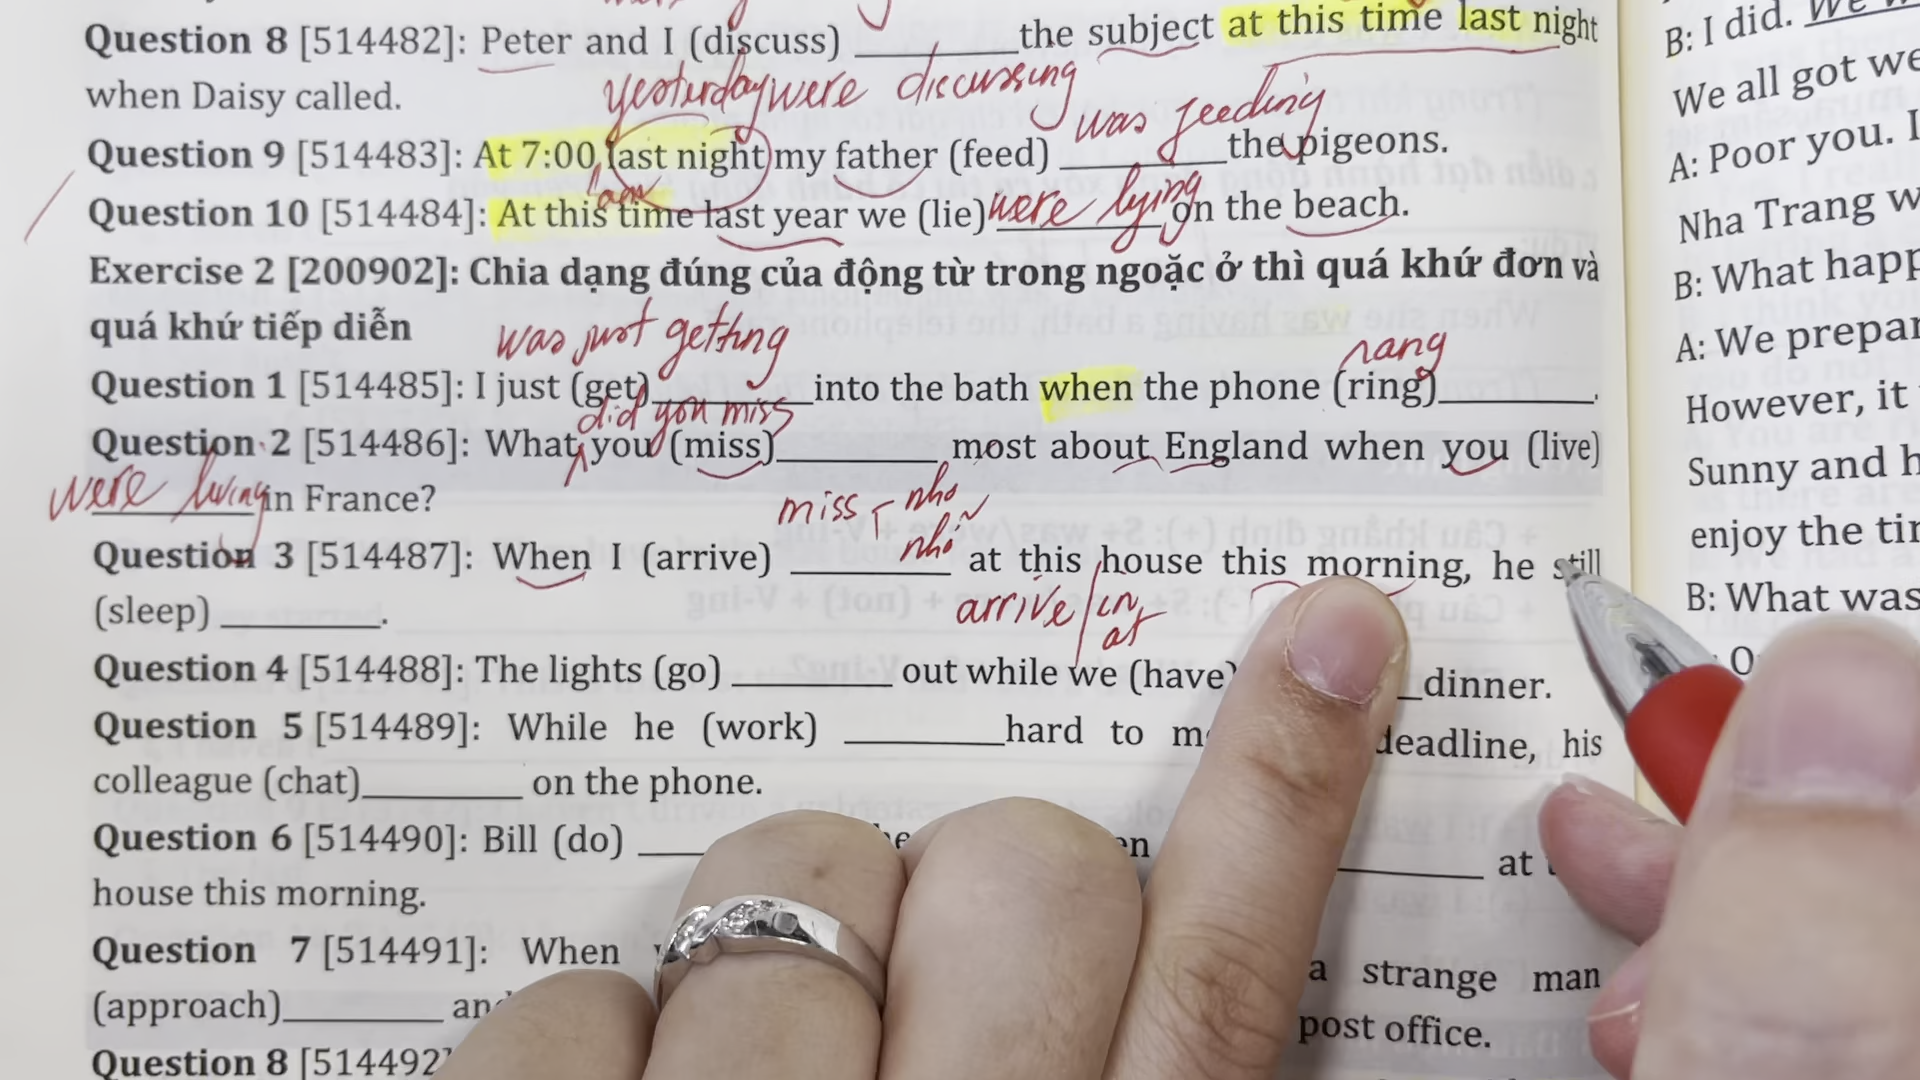 Question 8 [514482]: Peter and I (discuss) ________the subject at this time last night
when Daisy called.
yesterday were discussing
was feeding
Question 9 [514483]: At 7:00 last night my father (feed) ________the pigeons.
Question 10 [514484]: At this time last year we (lie) were lying on the beach.
Exercise 2 [200902]: Chia dạng đúng của động từ trong ngoặc ở thì quá khứ đơn và
quá khứ tiếp diễn
was just getting
rang
Question 1 [514485]: I just (get)________into the bath when the phone (ring)________.
did you miss
Question 2 [514486]: What you (miss)________ most about England when you (live)
were living in France?
miss nhỡ
nhớ
Question 3 [514487]: When I (arrive) ________ at this house this morning, he still
(sleep) ________.
arrive in
at
Question 4 [514488]: The lights (go) ________ out while we (have) _dinner.
Question 5 [514489]: While he (work) ________hard to deadline, his
colleague (chat)________ on the phone.
Question 6 [514490]: Bill (do) ____ ________ at
house this morning.
Question 7 [514491]: When a strange man
(approach)________ post office.
Question 8 [514492]
B: I did. We
We all got we
A: Poor you. I
Nha Trang w
B: What happ
A: We prepar
However, it
Sunny and h
enjoy the tin
B: What was